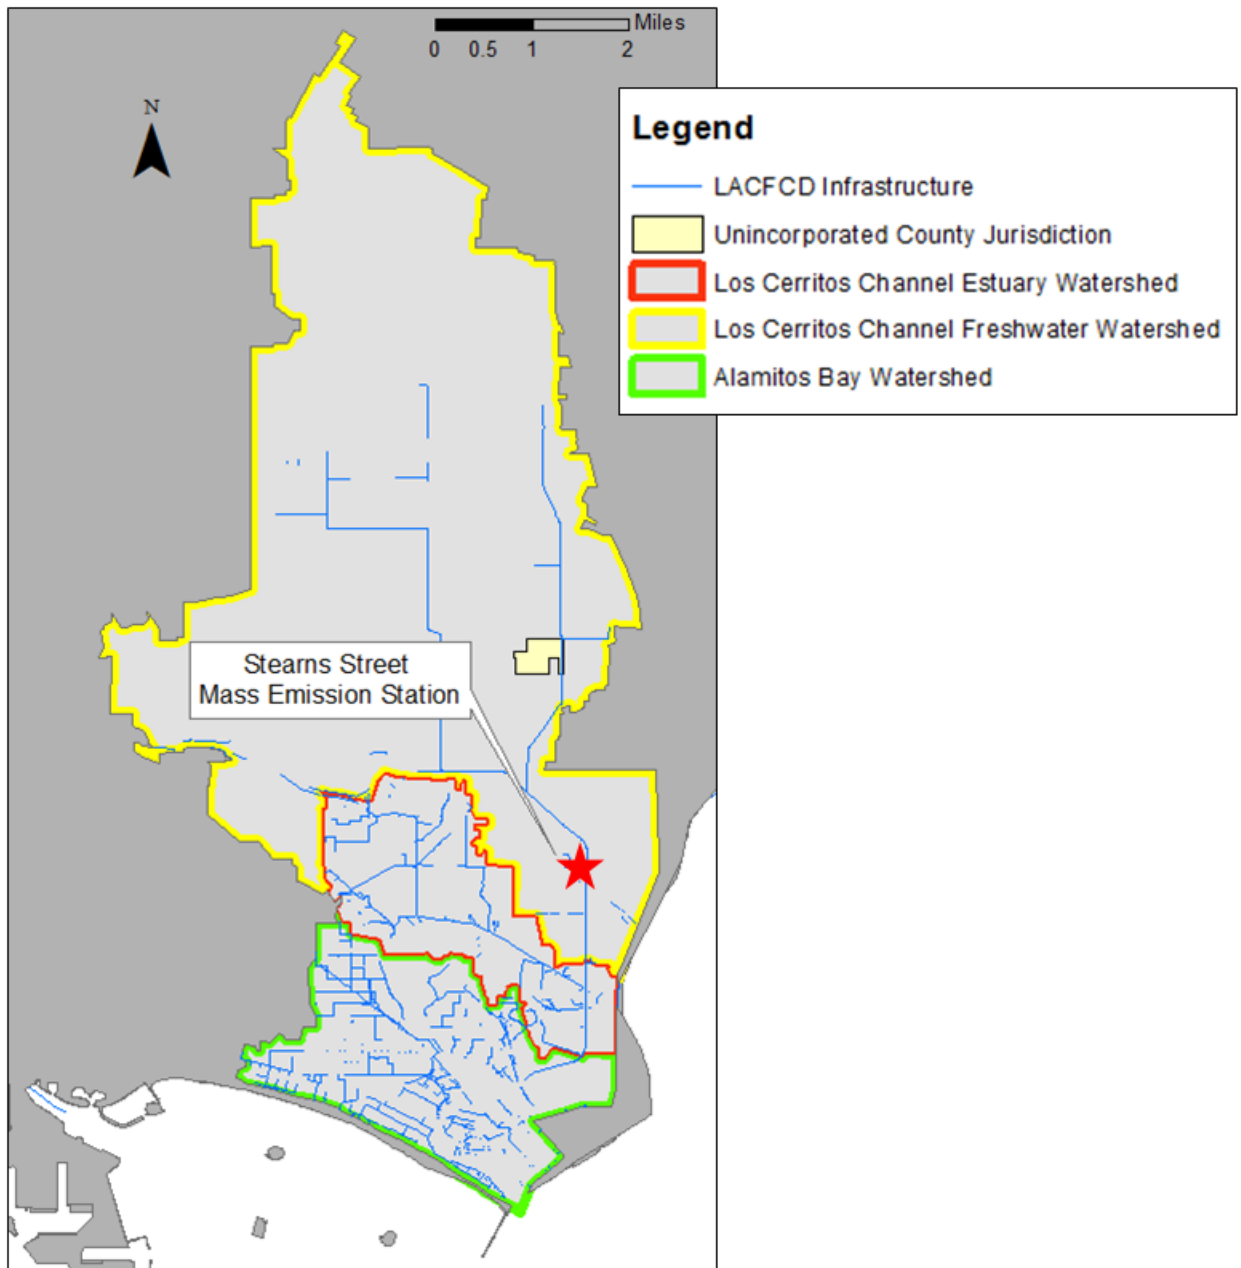 Miles
0 0.5 1 2
N
Legend
LACFCD Infrastructure
Unincorporated County Jurisdiction
Los Cerritos Channel Estuary Watershed
Los Cerritos Channel Freshwater Watershed
Alamitos Bay Watershed
Stearns Street
Mass Emission Station